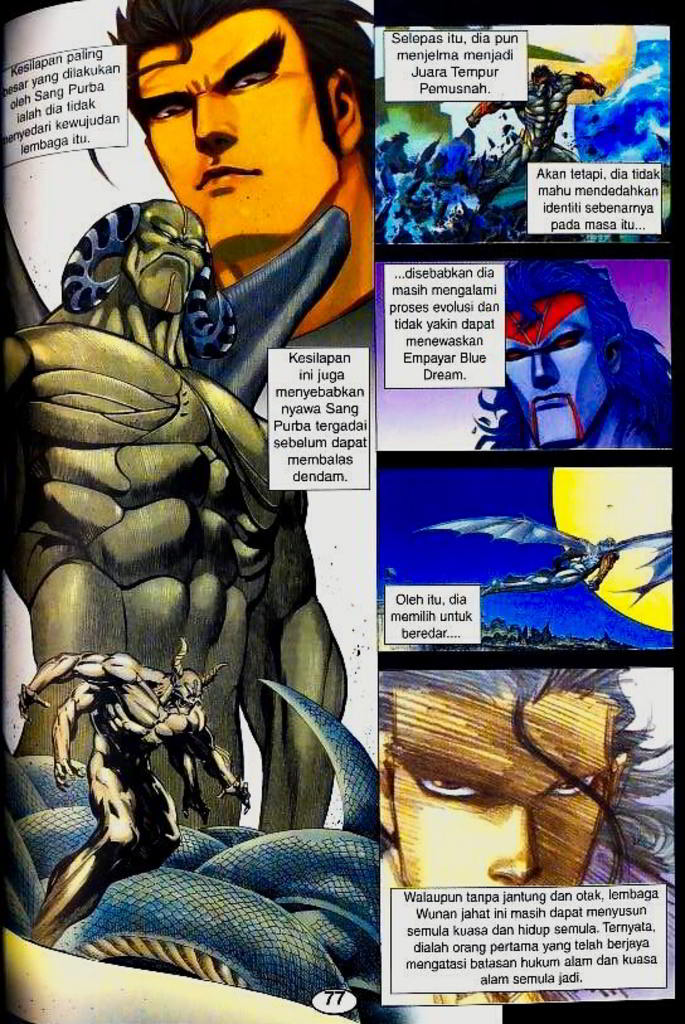 Kesilapan paling
besar yang dilakukan
oleh Sang Purba
ialah dia tidak
menyedari kewujudan
lembaga itu.
Kesilapan
ini juga
menyebabkan
nyawa Sang
Purba tergadai
sebelum dapat
membalas
dendam.
Selepas itu, dia pun
menjelma menjadi
Juara Tempur
Pemusnah.
Akan tetapi, dia tidak
mahu mendedahkan
identiti sebenarnya
pada masa itu...
...disebabkan dia
masih mengalami
proses evolusi dan
tidak yakin dapat
menewaskan
Empayar Blue
Dream.
Oleh itu, dia
memilih untuk
beredar....
Walaupun tanpa jantung dan otak, lembaga
Wunan jahat ini masih dapat menyusun
semula kuasa dan hidup semula. Ternyata,
dialah orang pertama yang telah berjaya
mengatasi batasan hukum alam dan kuasa
alam semula jadi.
77